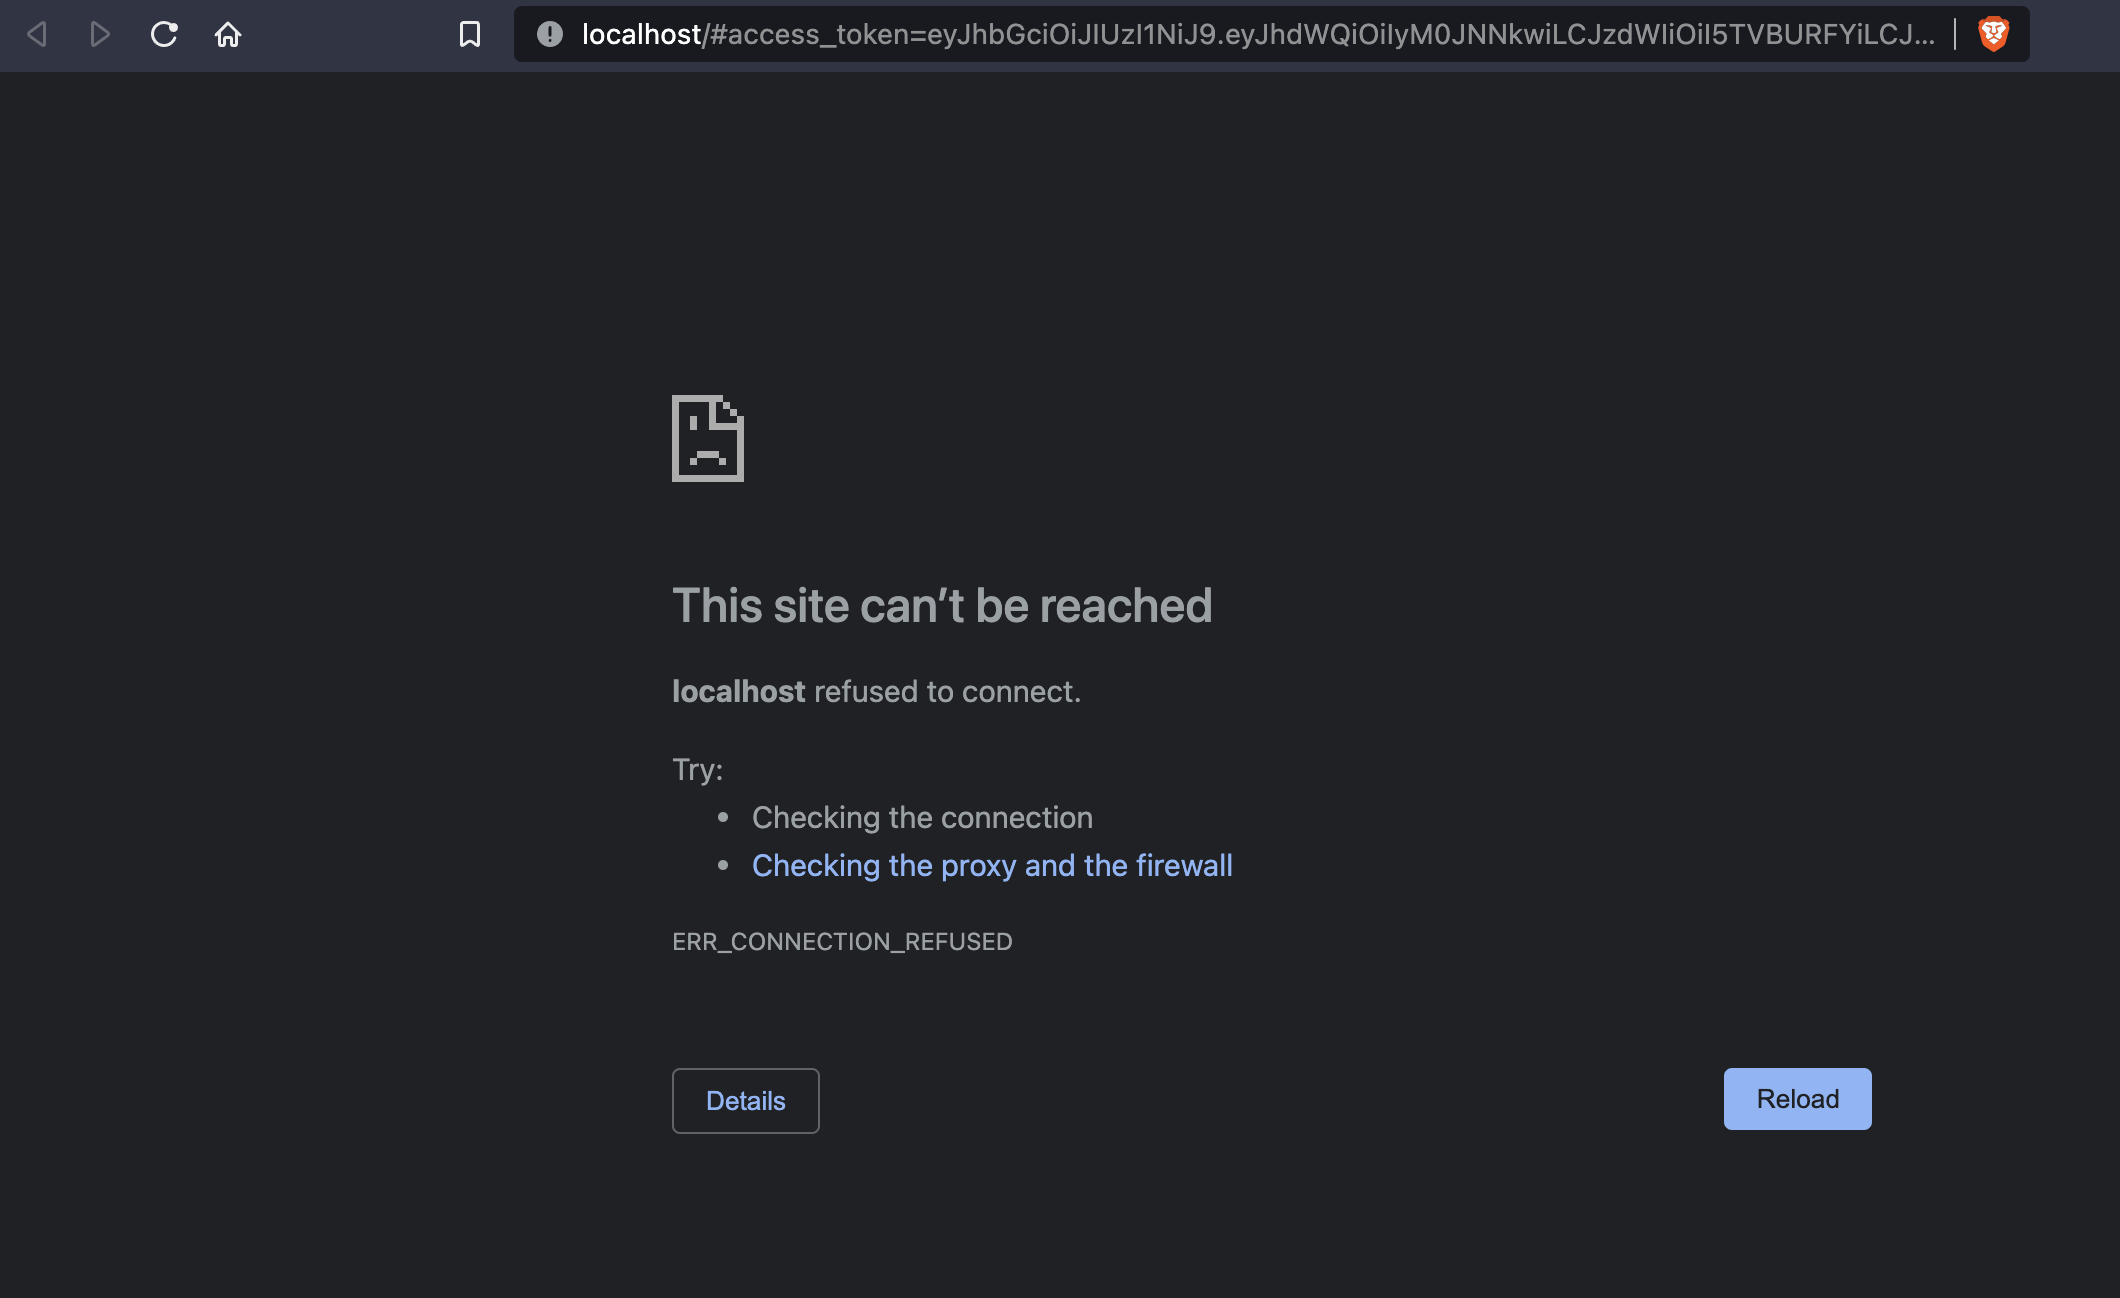 localhost/#access_token=eyJhbGciOiJIUzI1NiJ9.eyJhdWQiOiIyM0JNNkwiLCJzdWIiOiI5TVBURFYiLCJ...
This site can’t be reached
localhost refused to connect.
Try:
• Checking the connection
• Checking the proxy and the firewall
ERR_CONNECTION_REFUSED
Details
Reload